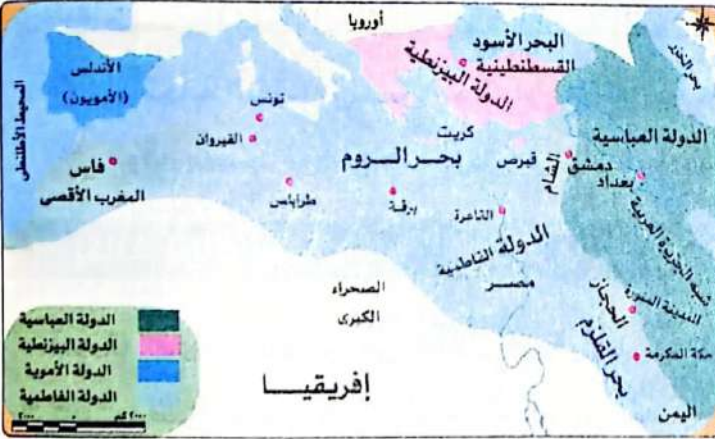 أوروبا
البحر الأسود
القسطنطينية
الدولة البيزنطية
بحر الخزر
الأندلس
(الأمويون)
المحيط الأطلنطى
تونس
القيروان
كريت
قبرص
بحر الروم
الدولة العباسية
الشام
دمشق
بغداد
فاس
المغرب الأقصى
طرابلس
برقة
القاهرة
الدولة الفاطمية
مصر
شبه الجزيرة العربية
الصحراء
الكبرى
الحجاز
المدينة المنورة
بحر القلزم
مكة المكرمة
اليمن
إفريقيا
الدولة العباسية
الدولة البيزنطية
الدولة الأموية
الدولة الفاطمية